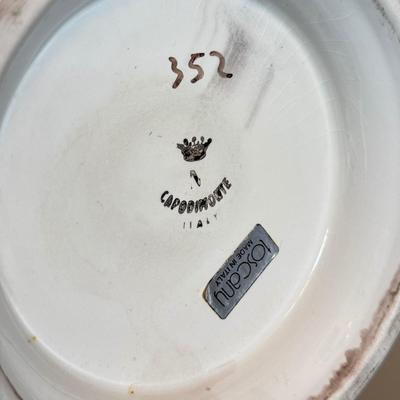 352
N
CAPODIMONTE
ITALY
toscany
MADE IN ITALY